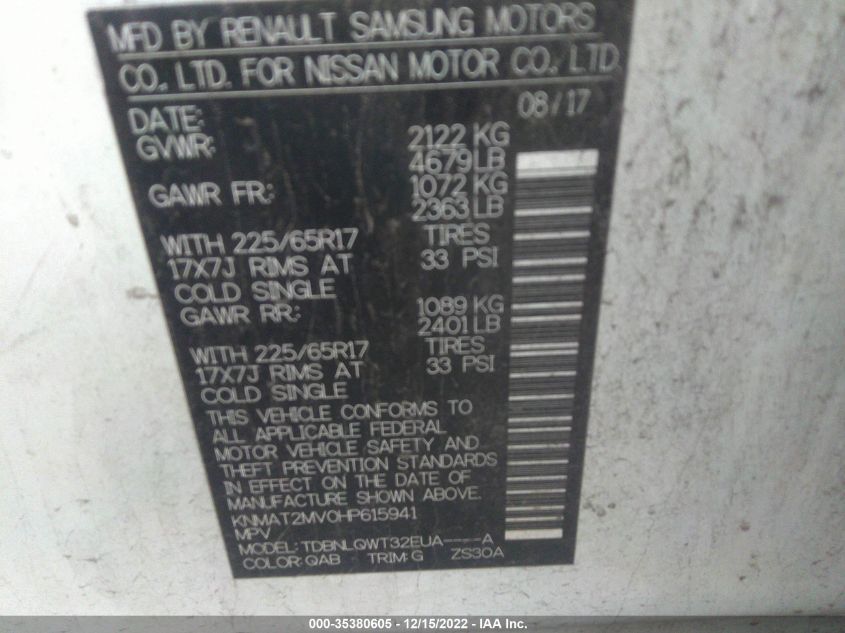 MFD BY RENAULT SAMSUNG MOTORS
CO., LTD. FOR NISSAN MOTOR CO., LTD.
DATE: 08/17
GVWR: 2122 KG
4679 LB
GAWR FR: 1072 KG
2363 LB
WITH 225/65R17 TIRES
17X7J RIMS AT 33 PSI
COLD SINGLE
GAWR RR: 1089 KG
2401 LB
WITH 225/65R17 TIRES
17X7J RIMS AT 33 PSI
COLD SINGLE
THIS VEHICLE CONFORMS TO
ALL APPLICABLE FEDERAL
MOTOR VEHICLE SAFETY AND
THEFT PREVENTION STANDARDS
IN EFFECT ON THE DATE OF
MANUFACTURE SHOWN ABOVE.
KNMAT2MV0HP615941
MPV
MODEL: TDBNLQWT32EUA----A
COLOR: QAB TRIM: G ZS30A
000-35380605 - 12/15/2022 - IAA Inc.